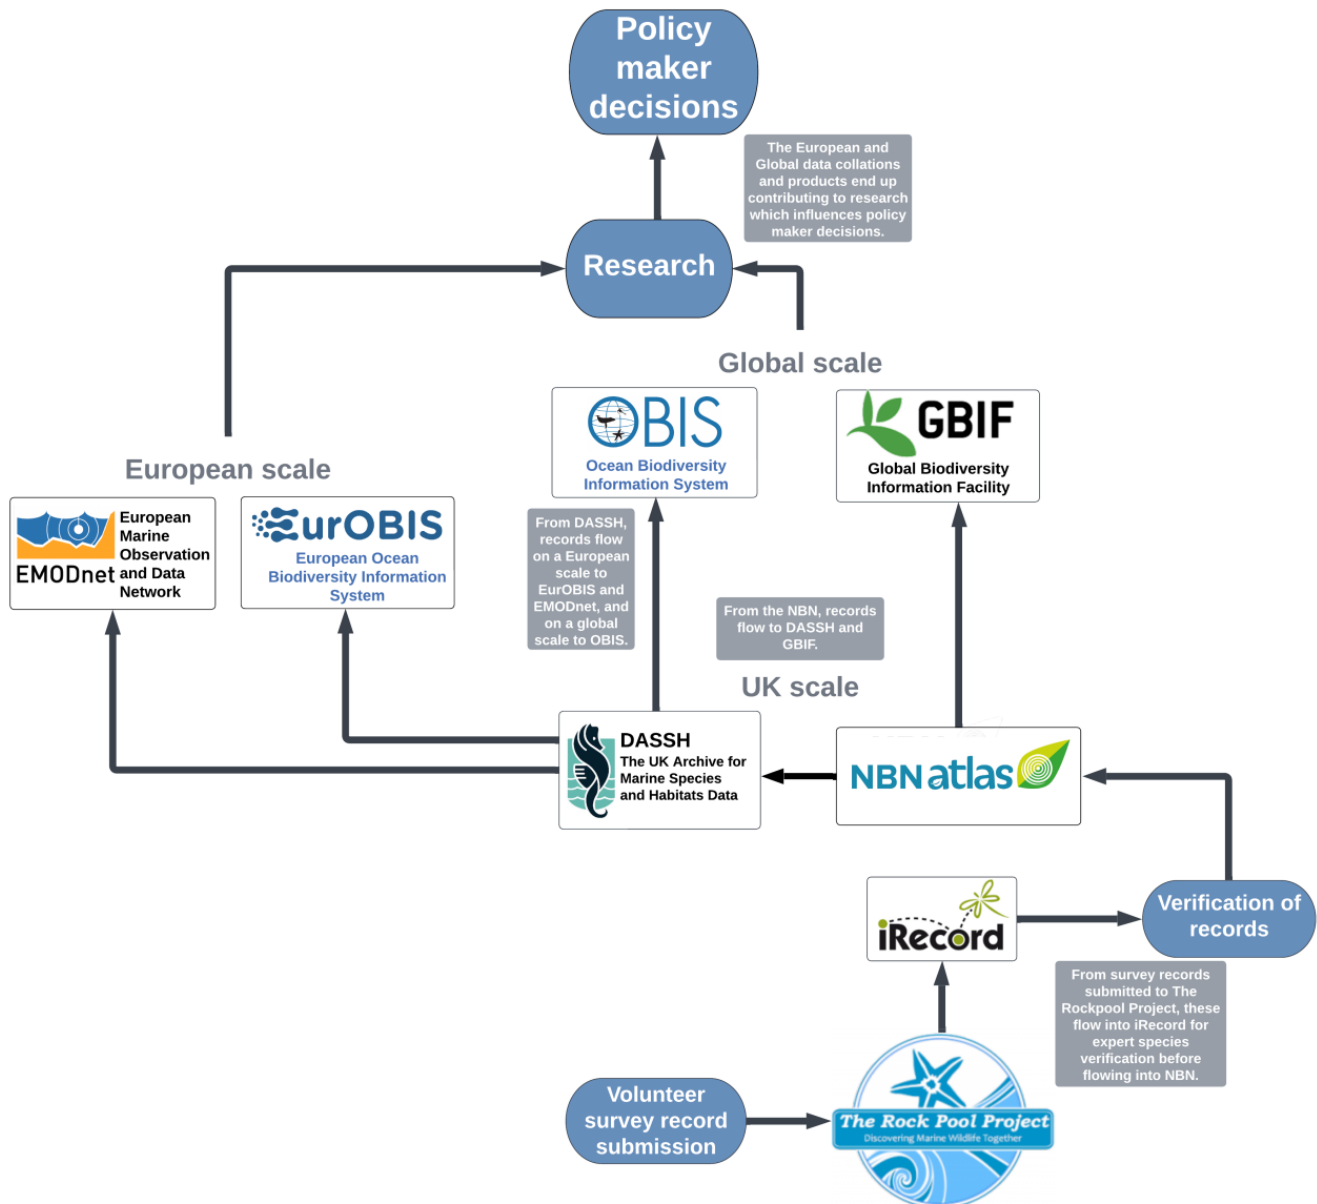 Policy
maker
decisions
The European and
Global data collations
and products end up
contributing to research
which influences policy
maker decisions.
Research
Global scale
OBIS
Ocean Biodiversity
Information System
GBIF
Global Biodiversity
Information Facility
European scale
EMODnet
European
Marine
Observation
and Data
Network
EurOBIS
European Ocean
Biodiversity Information
System
From DASSH,
records flow
on a European
scale to
EurOBIS and
EMODnet, and
on a global
scale to OBIS.
From the NBN, records
flow to DASSH and
GBIF.
UK scale
DASSH
The UK Archive for
Marine Species
and Habitats Data
NBN atlas
iRecord
Verification of
records
From survey records
submitted to The
Rockpool Project, these
flow into iRecord for
expert species
verification before
flowing into NBN.
Volunteer
survey record
submission
The Rock Pool Project
Discovering Marine Wildlife Together